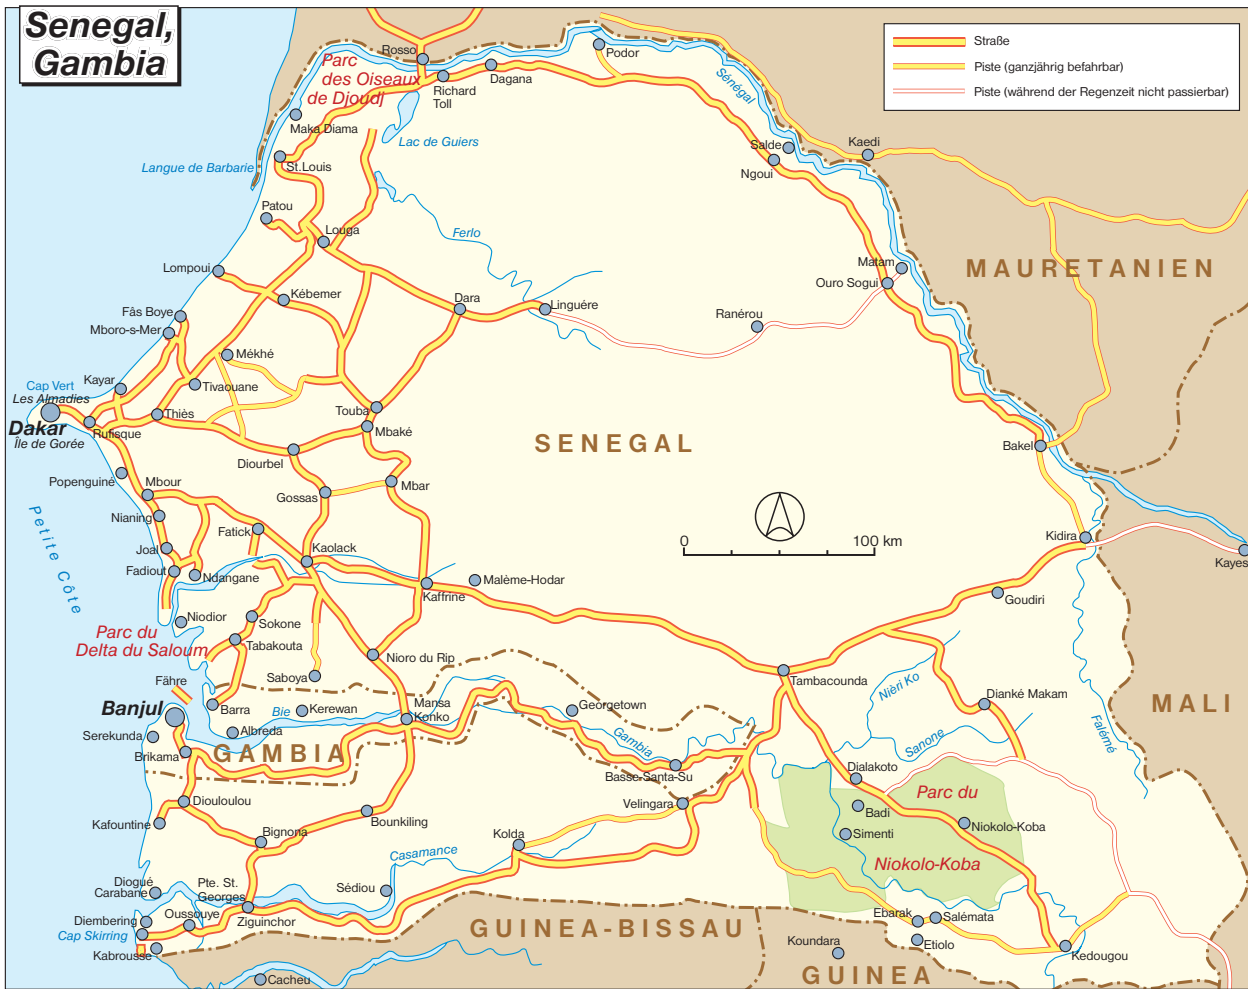 Senegal,
Gambia
Straße
Piste (ganzjährig befahrbar)
Piste (während der Regenzeit nicht passierbar)
Rosso
Podor
Parc
des Oiseaux
de Djoudj
Dagana
Richard
Toll
Sénégal
Maka Diama
Lac de Guiers
Salde
Kaedi
Ngoui
Langue de Barbarie
St.Louis
Patou
Louga
Ferlo
Lompoui
Matam
Ouro Sogui
MAURETANIEN
Kébemer
Dara
Linguére
Ranérou
Fâs Boye
Mboro-s-Mer
Mékhé
Kayar
Tivaouane
Cap Vert
Les Almadies
Dakar
Île de Gorée
Rufisque
Thiès
Touba
Mbaké
SENEGAL
Bakel
Diourbel
Popenguiné
Mbour
Gossas
Mbar
Nianing
Petite Côte
Fatick
Joal
Kaolack
0
100 km
Kidira
Kayes
Fadiout
Ndangane
Malème-Hodar
Kaffrine
Goudiri
Niodior
Sokone
Parc du
Delta du Saloum
Tabakouta
Nioro du Rip
Saboya
Tambacounda
Fähre
Nièri Ko
Dianké Makam
MALI
Banjul
Barra
Bie
Kerewan
Mansa
Konko
Georgetown
Falémé
Serekunda
Albreda
Gambia
Sanone
Brikama
GAMBIA
Basse-Santa-Su
Dialakoto
Parc du
Niokolo-Koba
Diouloulou
Velingara
Badi
Kafountine
Bounkiling
Simenti
Niokolo-Koba
Bignona
Kolda
Casamance
Diogué
Carabane
Pte. St.
Georges
Sédiou
Diembering
Oussouye
Ziguinchor
Ebarak
Salémata
Cap Skirring
GUINEA-BISSAU
Etiolo
Kabrousse
Koundara
Kedougou
Cacheu
GUINEA